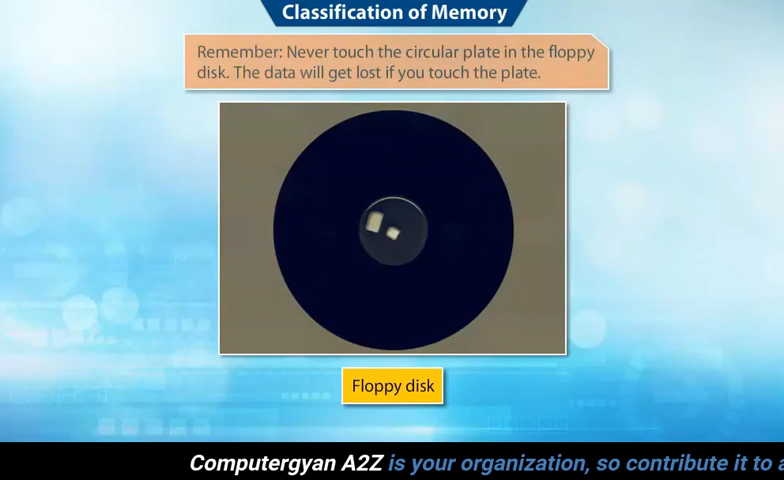 Classification of Memory
Remember: Never touch the circular plate in the floppy
disk. The data will get lost if you touch the plate.
Floppy disk
Computergyan A2Z is your organization, so contribute it to a